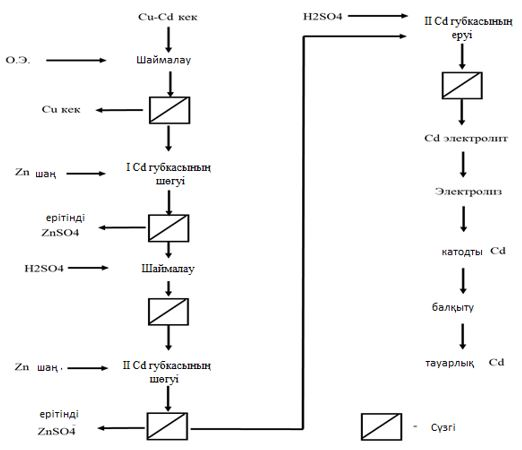 Cu-Cd кек
О.Э.
Шаймалау
Cu кек
Zn шаң
I Cd губкасының
шөгуі
ерітінді
ZnSO4
H2SO4
Шаймалау
Zn шаң .
II Cd губкасының
шөгуі
ерітінді
ZnSO4
H2SO4
II Cd губкасының
еруі
Cd электролит
Электролиз
катодты Cd
балқыту
тауарлық Cd
- Сүзгі